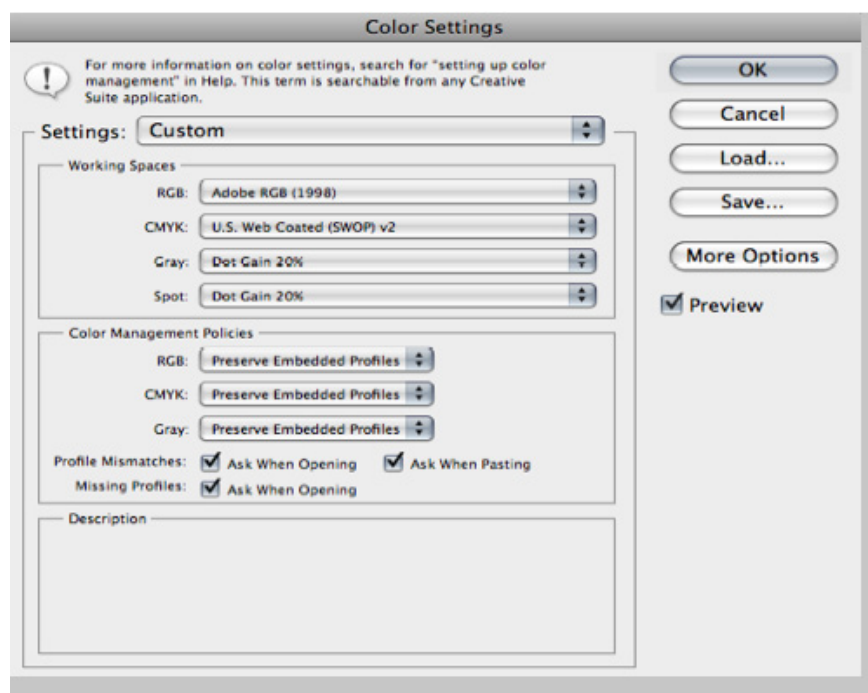 Color Settings
For more information on color settings, search for "setting up color
management" in Help. This term is searchable from any Creative
Suite application.
Settings: Custom
Working Spaces
RGB: Adobe RGB (1998)
CMYK: U.S. Web Coated (SWOP) v2
Gray: Dot Gain 20%
Spot: Dot Gain 20%
Color Management Policies
RGB: Preserve Embedded Profiles
CMYK: Preserve Embedded Profiles
Gray: Preserve Embedded Profiles
Profile Mismatches: Ask When Opening Ask When Pasting
Missing Profiles: Ask When Opening
Description
OK
Cancel
Load...
Save...
More Options
Preview